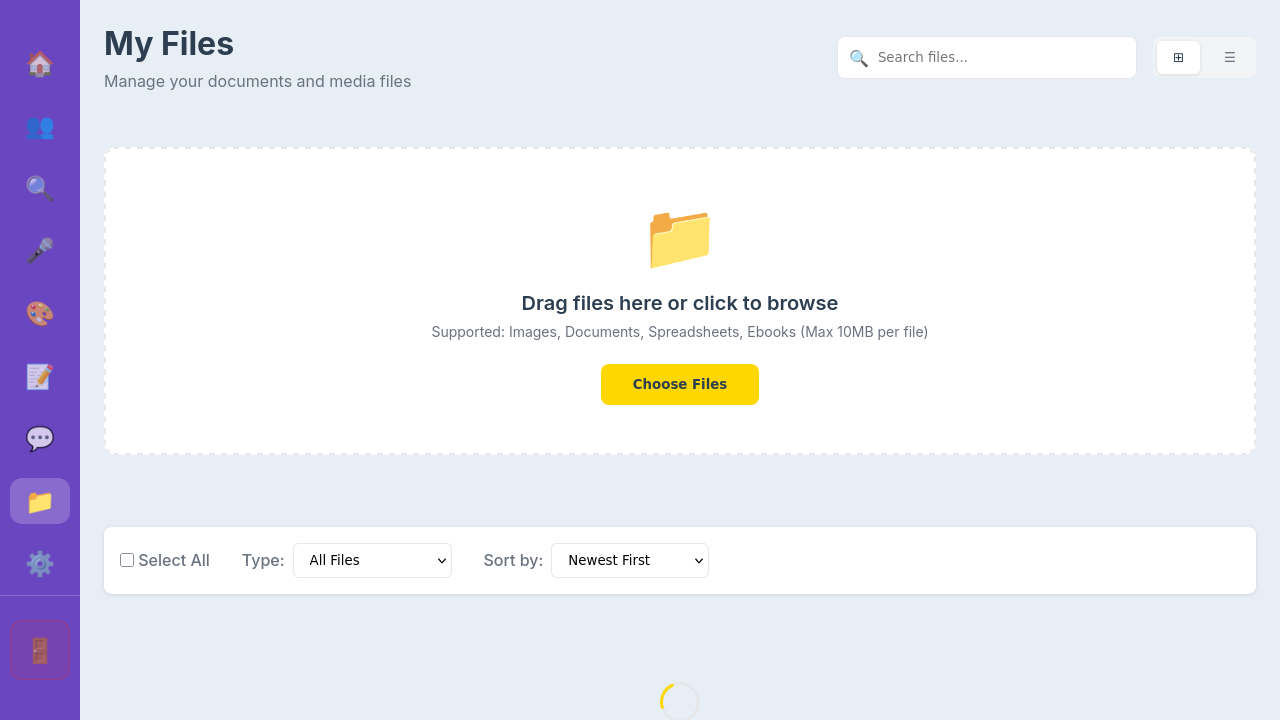 My Files
Manage your documents and media files
Search files...
Drag files here or click to browse
Supported: Images, Documents, Spreadsheets, Ebooks (Max 10MB per file)
Choose Files
Select All Type: All Files Sort by: Newest First